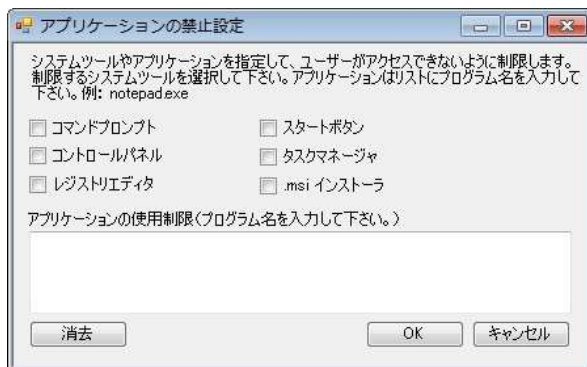 アプリケーションの禁止設定
システムツールやアプリケーションを指定して、ユーザーがアクセスできないように制限します。
制限するシステムツールを選択して下さい。アプリケーションはリストにプログラム名を入力して
下さい。例: notepad.exe
コマンドプロンプト スタートボタン
コントロールパネル タスクマネージャ
レジストリエディタ .msi インストーラ
アプリケーションの使用制限(プログラム名を入力して下さい。)
消去 OK キャンセル